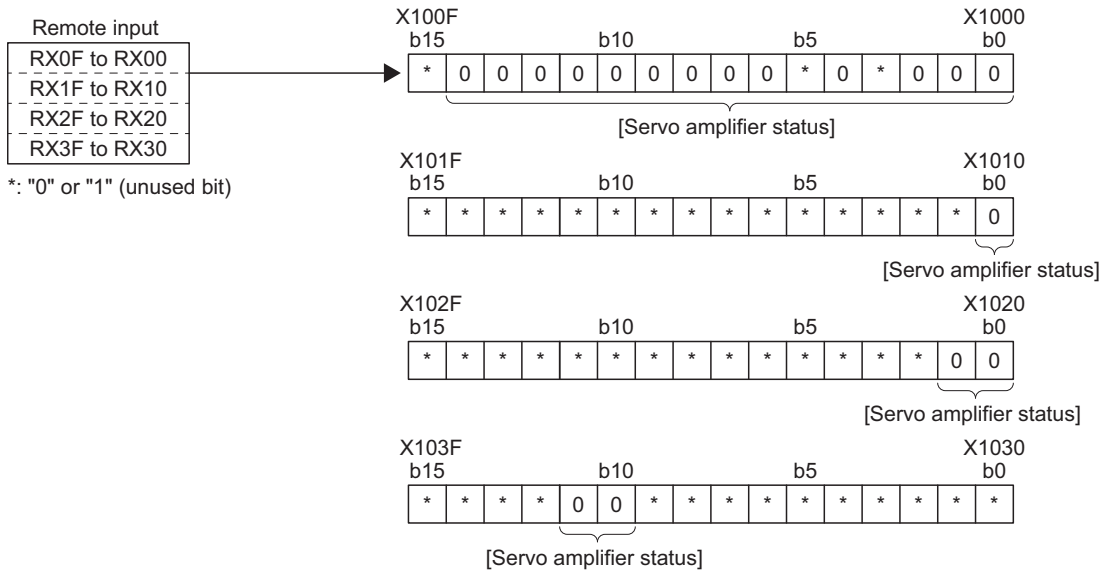 Remote input
RX0F to RX00
RX1F to RX10
RX2F to RX20
RX3F to RX30
*: "0" or "1" (unused bit)
X100F X1000
b15 b10 b5 b0
* 0 0 0 0 0 0 0 0 0 * 0 * 0 0 0
[Servo amplifier status]
X101F X1010
b15 b10 b5 b0
* * * * * * * * * * * * * * * 0
[Servo amplifier status]
X102F X1020
b15 b10 b5 b0
* * * * * * * * * * * * * * 0 0
[Servo amplifier status]
X103F X1030
b15 b10 b5 b0
* * * * 0 0 * * * * * * * * * *
[Servo amplifier status]